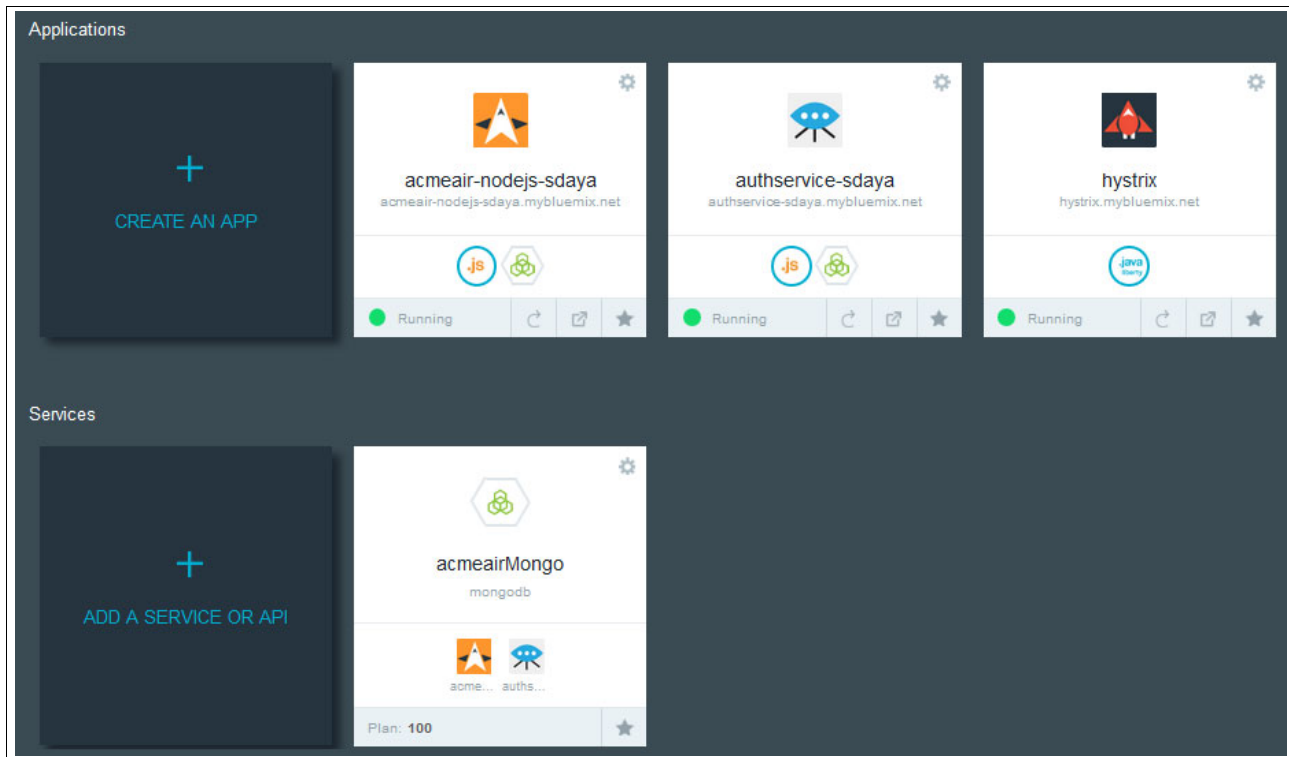 Applications
+
CREATE AN APP
acmeair-nodejs-sdaya
acmeair-nodejs-sdaya.mybluemix.net
.js
Running
authservice-sdaya
authservice-sdaya.mybluemix.net
.js
Running
hystrix
hystrix.mybluemix.net
.java
liberty
Running
Services
+
ADD A SERVICE OR API
acmeairMongo
mongodb
acme... auths...
Plan: 100